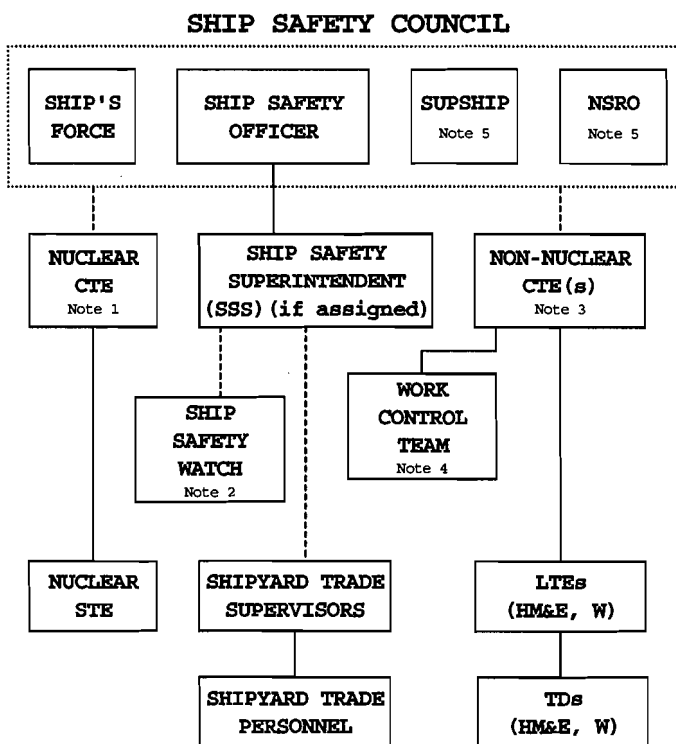 SHIP SAFETY COUNCIL
SHIP'S
FORCE
SHIP SAFETY
OFFICER
SUPSHIP
Note 5
NSRO
Note 5
NUCLEAR
CTE
Note 1
SHIP SAFETY
SUPERINTENDENT
(SSS) (if assigned)
NON-NUCLEAR
CTE(s)
Note 3
SHIP
SAFETY
WATCH
Note 2
WORK
CONTROL
TEAM
Note 4
NUCLEAR
STE
SHIPYARD TRADE
SUPERVISORS
LTEs
(HM&E, W)
SHIPYARD TRADE
PERSONNEL
TDs
(HM&E, W)